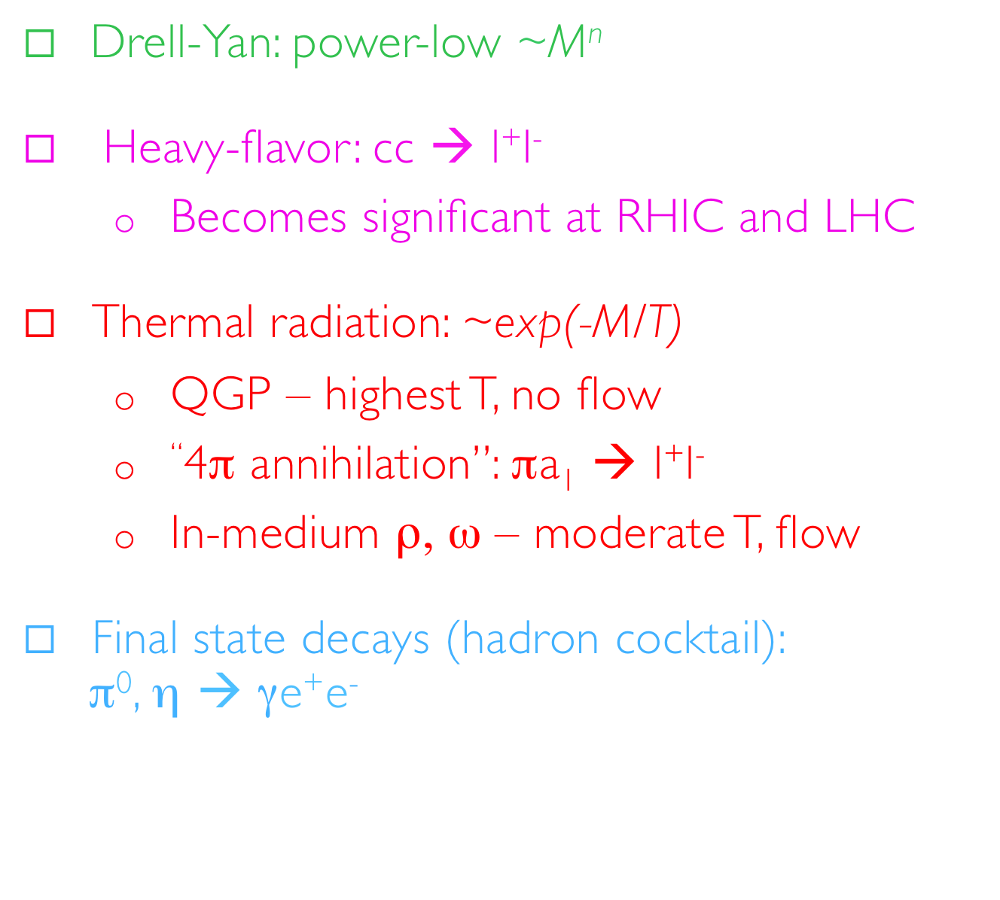 Drell-Yan: power-low ~Mⁿ
Heavy-flavor: cc → l⁺l⁻
Becomes significant at RHIC and LHC
Thermal radiation: ~exp(-M/T)
QGP – highest T, no flow
“4π annihilation”: πa₁ → l⁺l⁻
In-medium ρ, ω – moderate T, flow
Final state decays (hadron cocktail):
π⁰, η → γe⁺e⁻